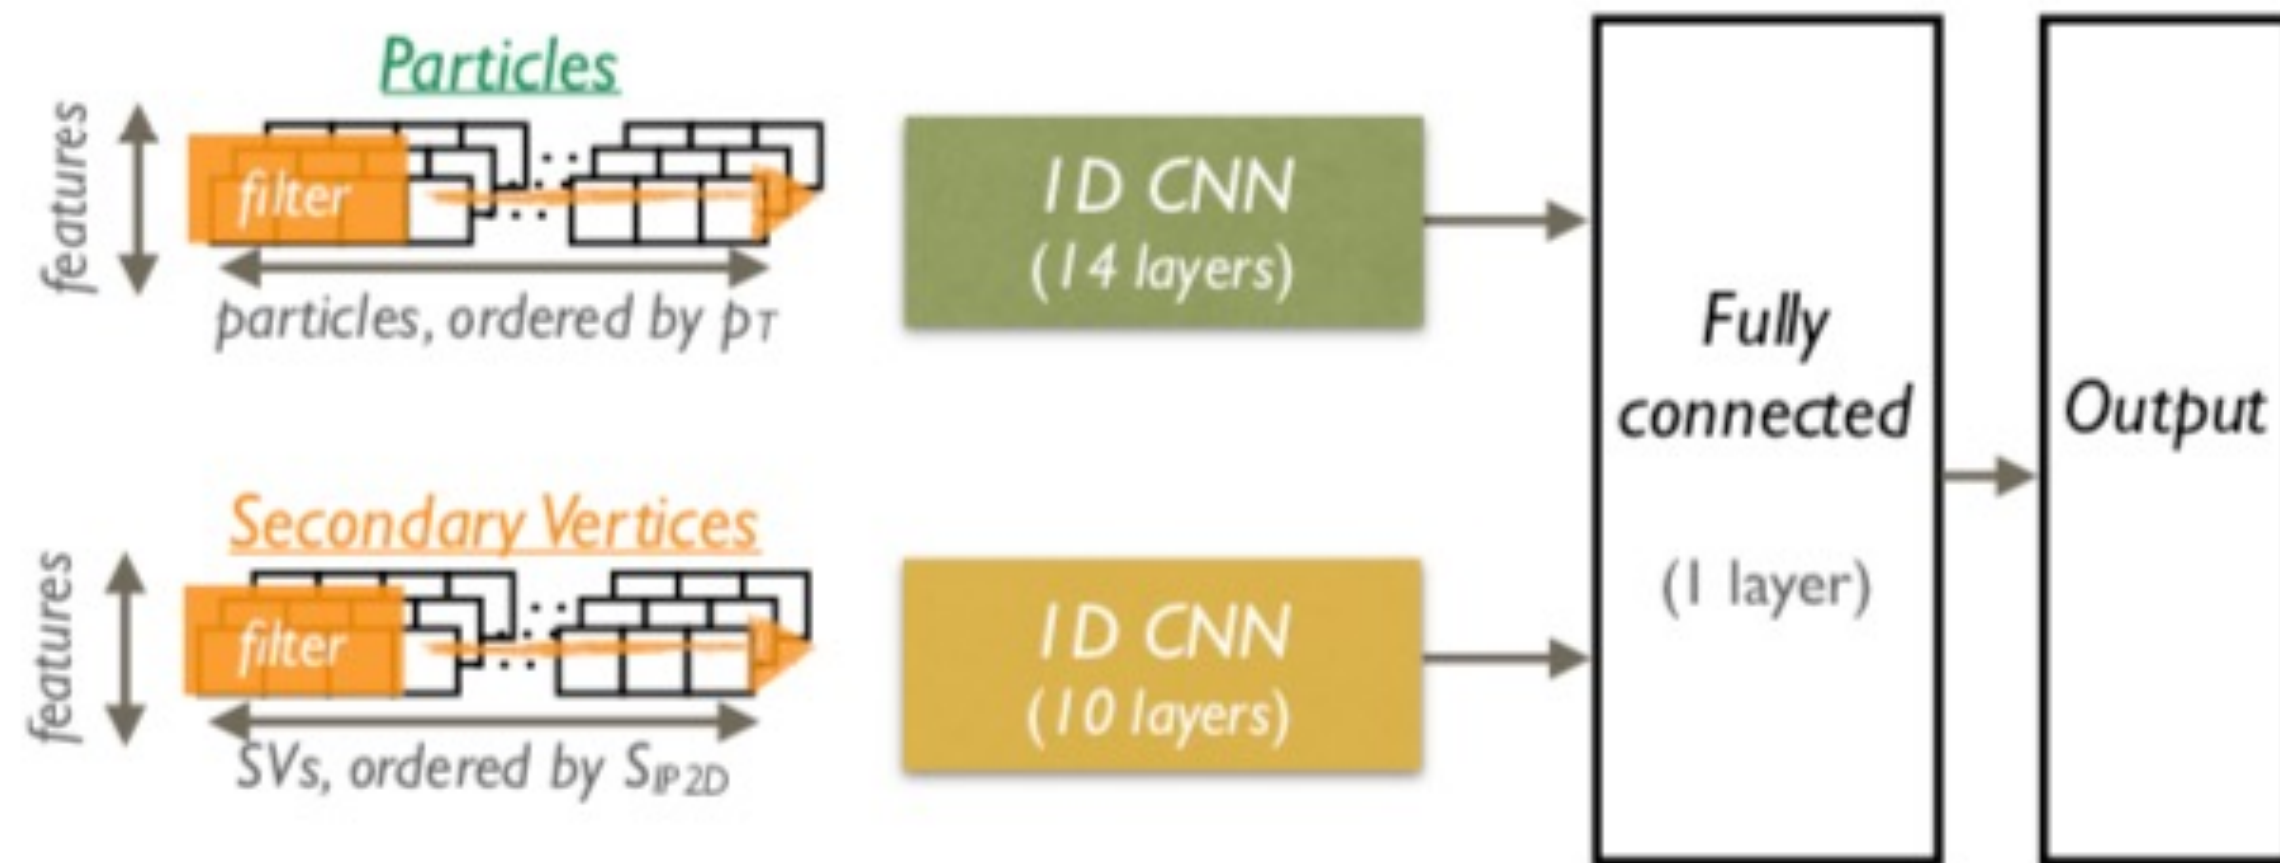 Particles
features
filter
particles, ordered by pT
1D CNN
(14 layers)
Secondary Vertices
features
filter
SVs, ordered by SIP2D
1D CNN
(10 layers)
Fully
connected
(1 layer)
Output